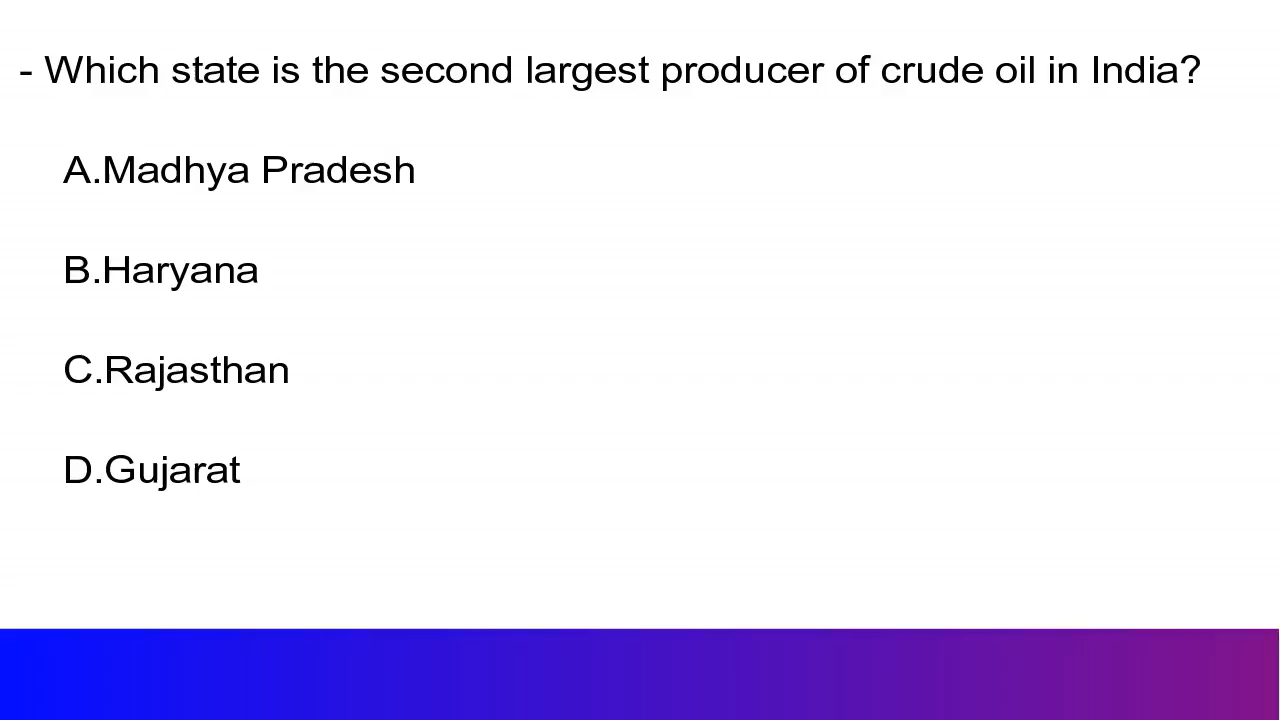 - Which state is the second largest producer of crude oil in India?
A.Madhya Pradesh
B.Haryana
C.Rajasthan
D.Gujarat